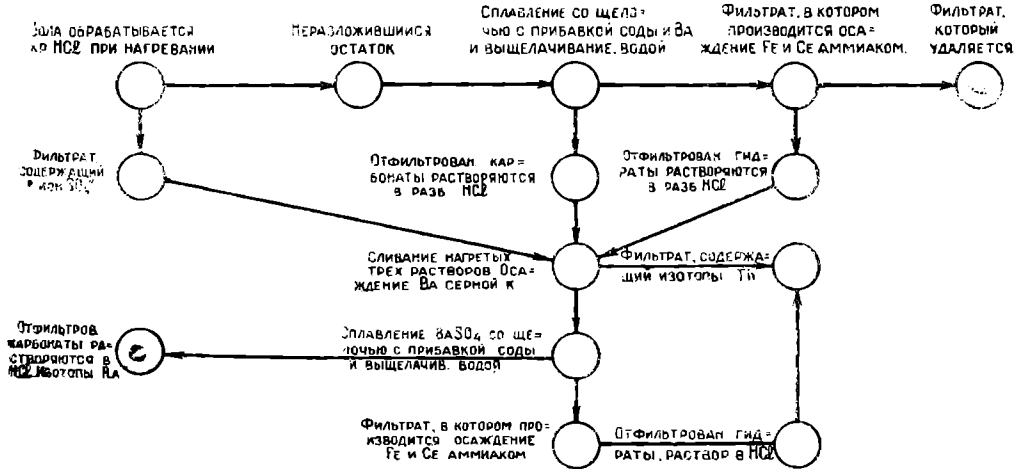 Зола обрабатывается
кр HCl при нагревании
Неразложившийся
остаток
Сплавление со щело=
чью с прибавкой соды и Ba
и выщелачивание. водой
Фильтрат, в котором
производится оса=
ждение Fe и Ce аммиаком.
Фильтрат,
который
удаляется
Фильтрат,
содержащий
ион SO₄
Отфильтрован кар=
бонаты растворяются
в разб HCl
Отфильтрован гид=
раты растворяются
в разб HCl
Сливание нагретых
трех растворов Оса=
ждение Ba серной к
Фильтрат, содержа=
щий изотопы Th
Отфильтров
карбонаты ра=
створяются в
HCl изотопы Ra
Сплавление BaSO₄ со ще=
лочью с прибавкой соды
и выщелачив. водой
Фильтрат, в котором про=
изводится осаждение
Fe и Ce аммиаком
Отфильтрован гид=
раты, раствор в HCl